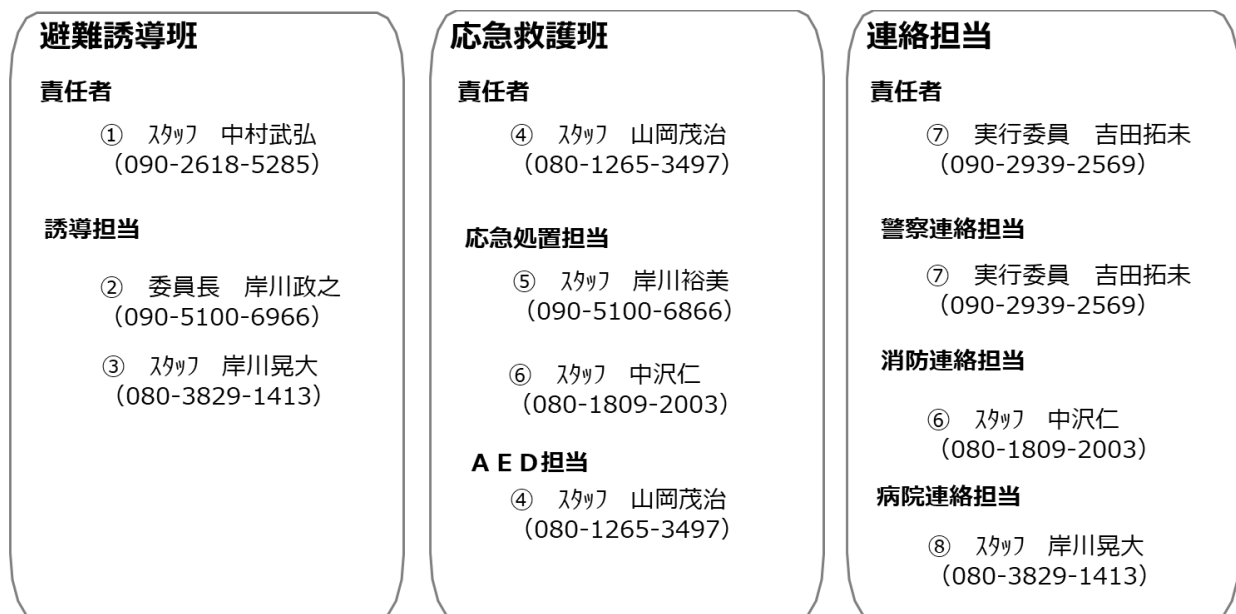 避難誘導班
責任者
① ｽﾀｯﾌ 中村武弘
（090-2618-5285）
誘導担当
② 委員長 岸川政之
（090-5100-6966）
③ ｽﾀｯﾌ 岸川晃大
（080-3829-1413）
応急救護班
責任者
④ ｽﾀｯﾌ 山岡茂治
（080-1265-3497）
応急処置担当
⑤ ｽﾀｯﾌ 岸川裕美
（090-5100-6866）
⑥ ｽﾀｯﾌ 中沢仁
（080-1809-2003）
ＡＥＤ担当
④ ｽﾀｯﾌ 山岡茂治
（080-1265-3497）
連絡担当
責任者
⑦ 実行委員 吉田拓未
（090-2939-2569）
警察連絡担当
⑦ 実行委員 吉田拓未
（090-2939-2569）
消防連絡担当
⑥ ｽﾀｯﾌ 中沢仁
（080-1809-2003）
病院連絡担当
⑧ ｽﾀｯﾌ 岸川晃大
（080-3829-1413）